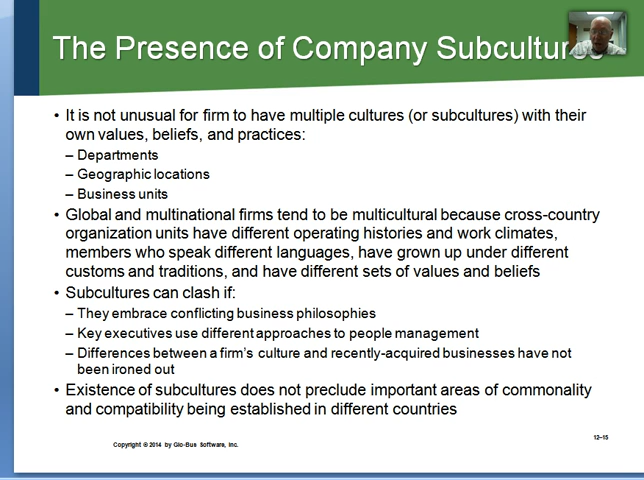 The Presence of Company Subcultures
• It is not unusual for firm to have multiple cultures (or subcultures) with their
own values, beliefs, and practices:
– Departments
– Geographic locations
– Business units
• Global and multinational firms tend to be multicultural because cross-country
organization units have different operating histories and work climates,
members who speak different languages, have grown up under different
customs and traditions, and have different sets of values and beliefs
• Subcultures can clash if:
– They embrace conflicting business philosophies
– Key executives use different approaches to people management
– Differences between a firm’s culture and recently-acquired businesses have not
been ironed out
• Existence of subcultures does not preclude important areas of commonality
and compatibility being established in different countries
Copyright © 2014 by Glo-Bus Software, Inc.
12–15